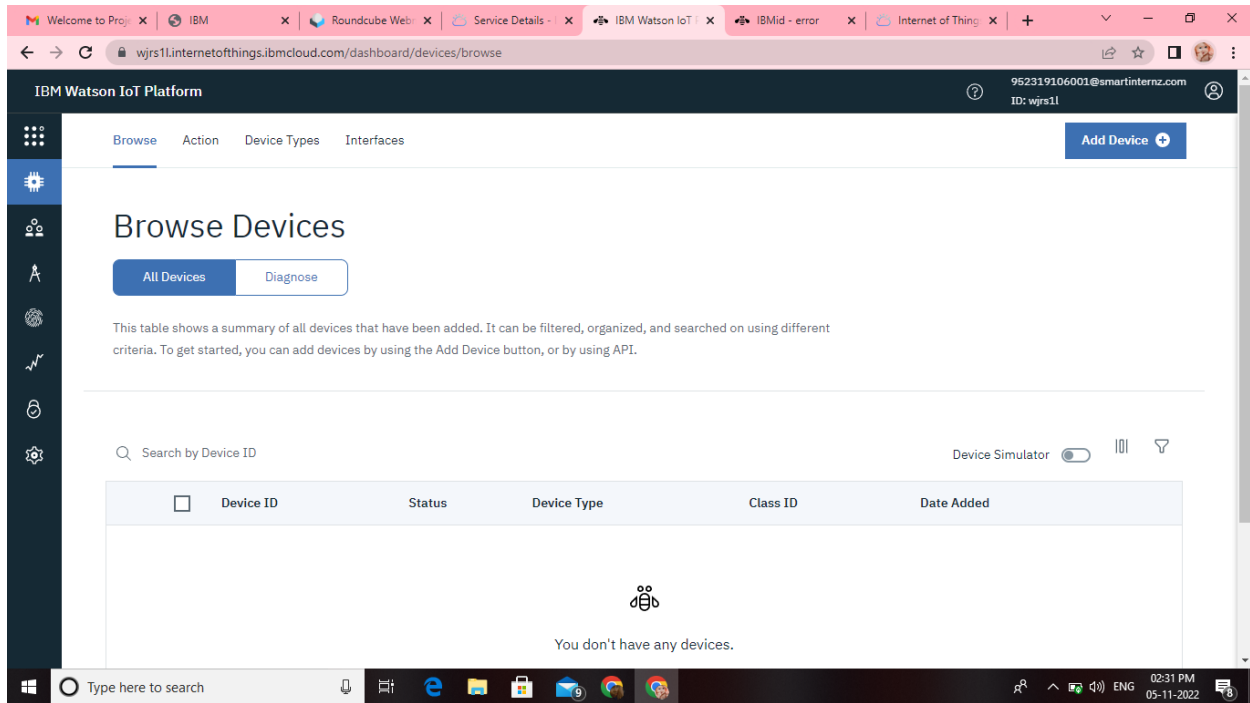 Welcome to Proje
IBM
Roundcube Webr
Service Details - I
IBM Watson IoT P
IBMid - error
Internet of Thing
wjrs1l.internetofthings.ibmcloud.com/dashboard/devices/browse
IBM Watson IoT Platform
952319106001@smartinternz.com
ID: wjrs1l
Browse Action Device Types Interfaces
Add Device
Browse Devices
All Devices Diagnose
This table shows a summary of all devices that have been added. It can be filtered, organized, and searched on using different
criteria. To get started, you can add devices by using the Add Device button, or by using API.
Search by Device ID
Device Simulator
Device ID Status Device Type Class ID Date Added
You don't have any devices.
Type here to search
9
ENG
02:31 PM
05-11-2022
8